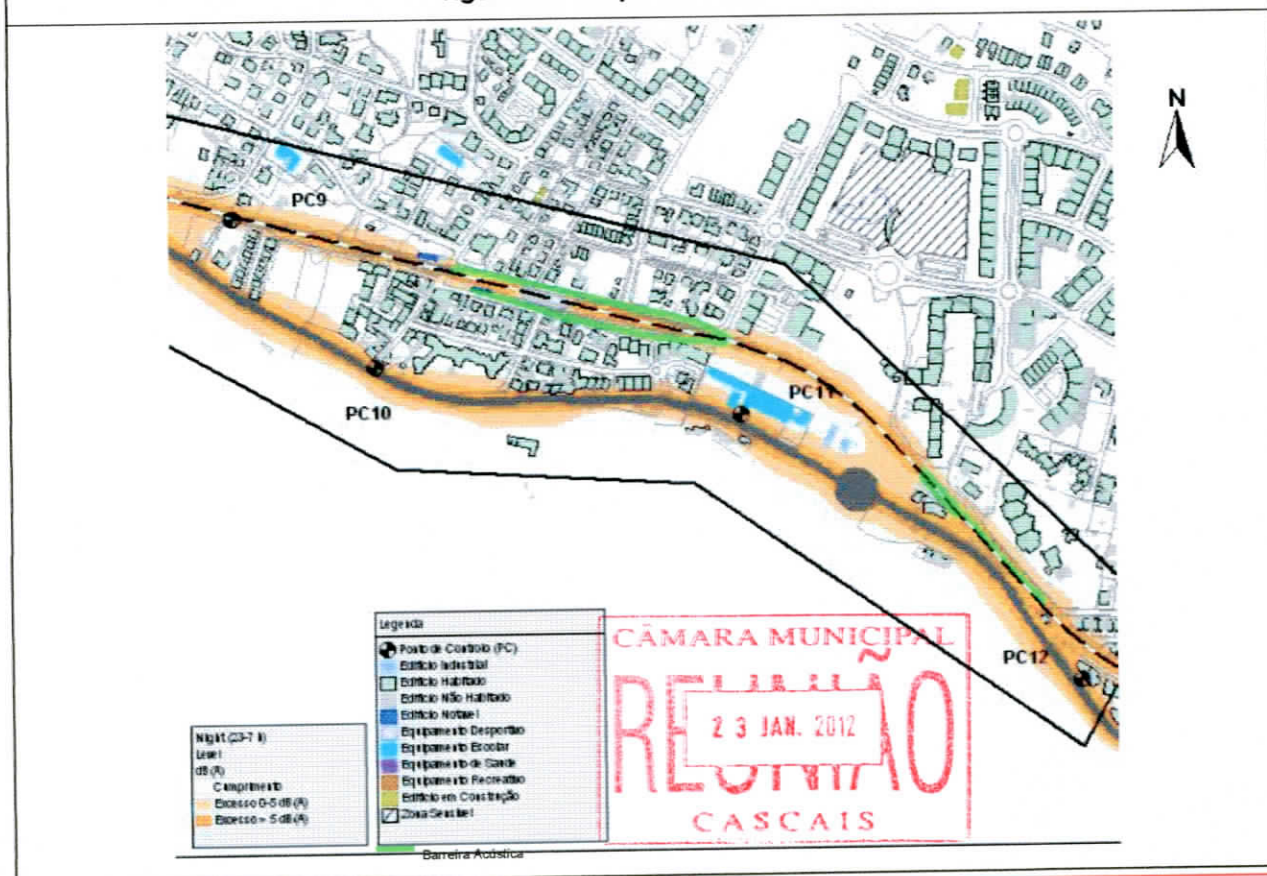 N
PC9
PC10
PC11
PC12
Night (23-7 h)
Level
dB (A)
Cumprimento
Excesso 0-5 dB (A)
Excesso > 5 dB (A)
Legenda
Ponto de Controlo (PC)
Edifício Industrial
Edifício Habitado
Edifício Não Habitado
Edifício Notável
Equipamento Desportivo
Equipamento Escolar
Equipamento de Saúde
Equipamento Recreativo
Edifício em Construção
Zona Sensível
Barreira Acústica
CÂMARA MUNICIPAL
REUNIÃO
23 JAN. 2012
CASCAIS